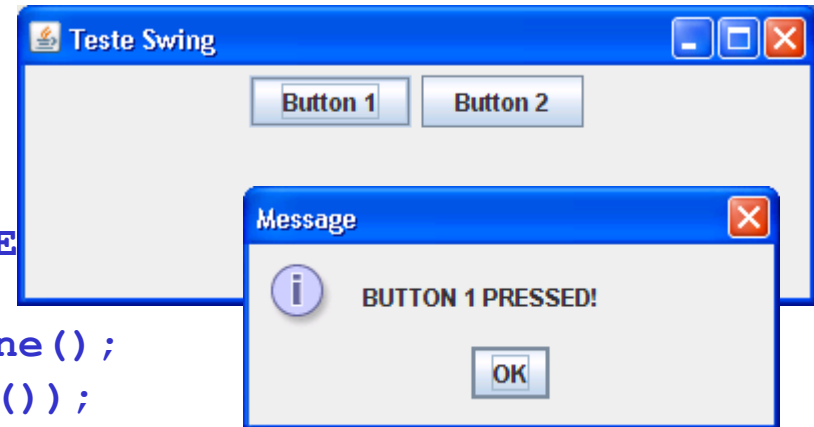 Teste Swing
Button 1 Button 2
Message
E
i BUTTON 1 PRESSED!
ne();
OK
());